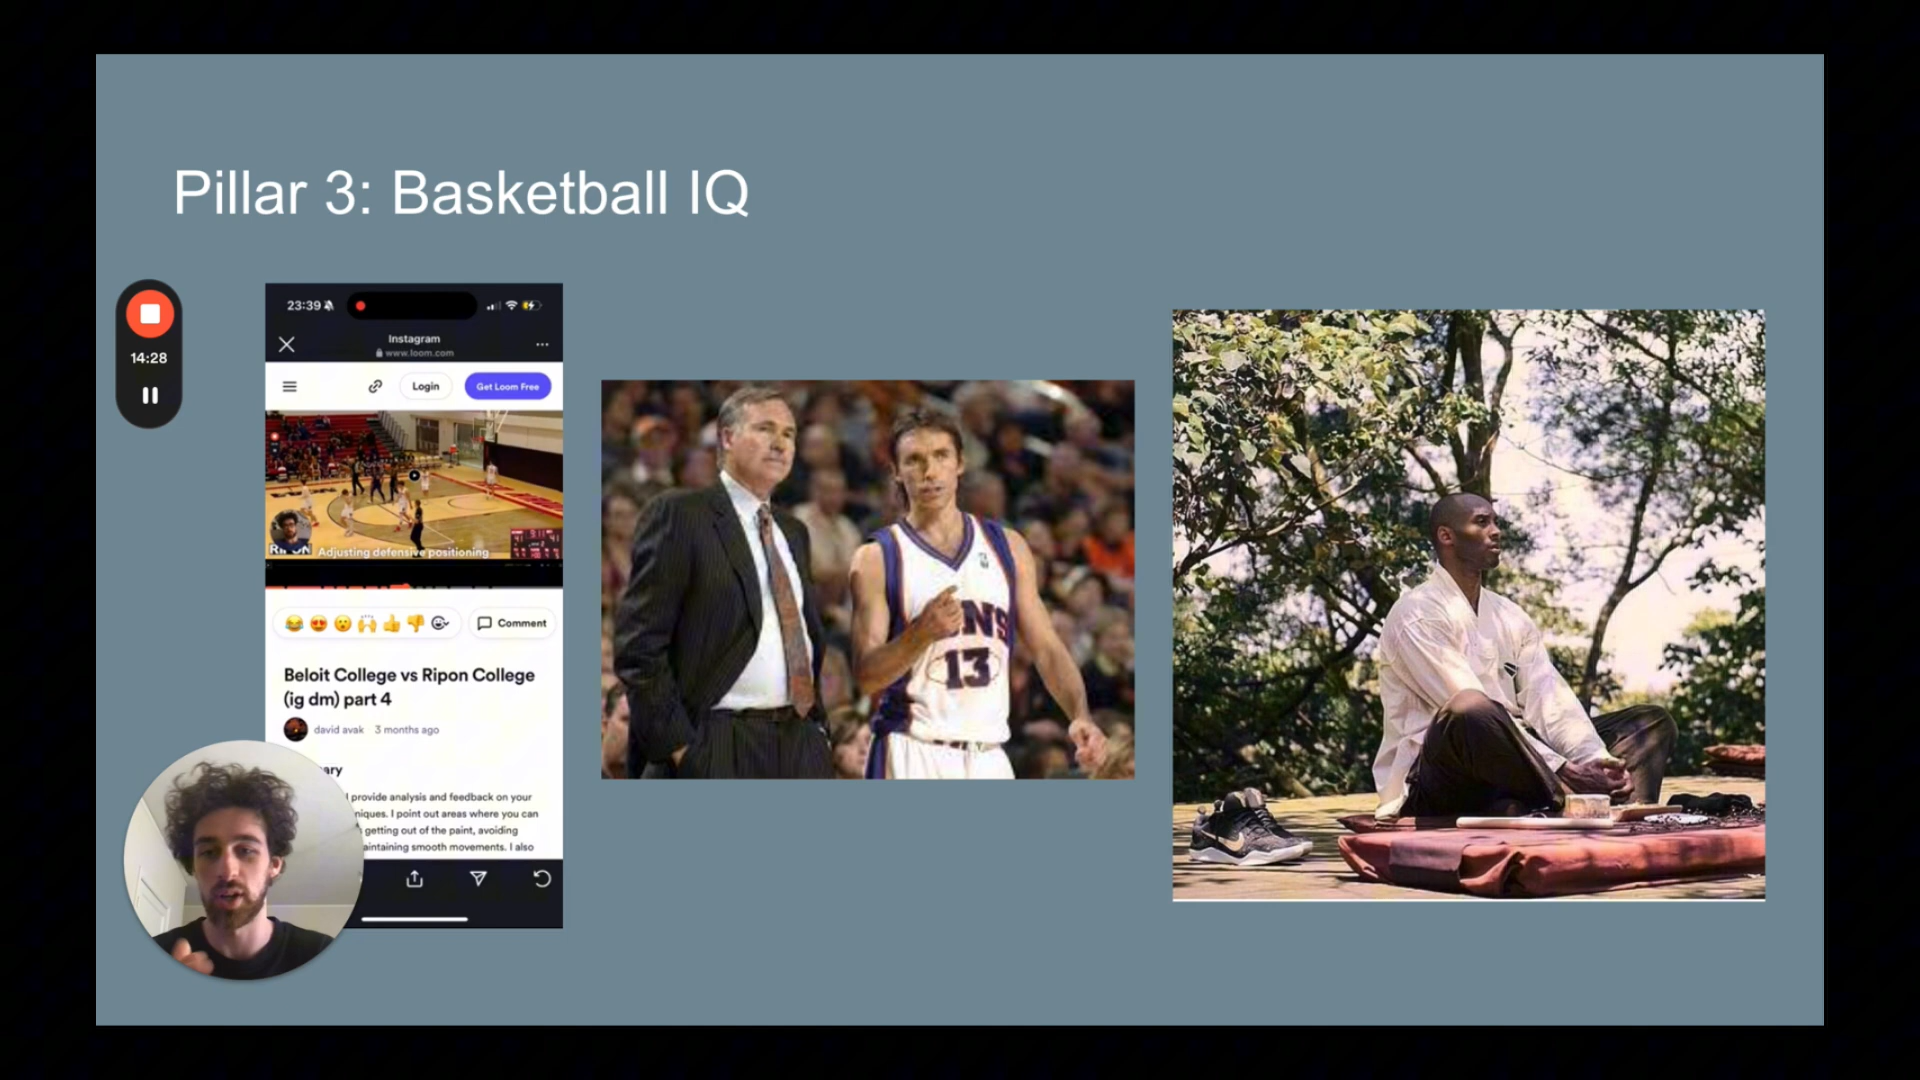 Pillar 3: Basketball IQ
14:28
23:39
Instagram
www.loom.com
Login
Get Loom Free
Adjusting defensive positioning
Comment
Beloit College vs Ripon College
(ig dm) part 4
david avak 3 months ago
ary
provide analysis and feedback on your
niques. I point out areas where you can
getting out of the paint, avoiding
aintaining smooth movements. I also
NS
13